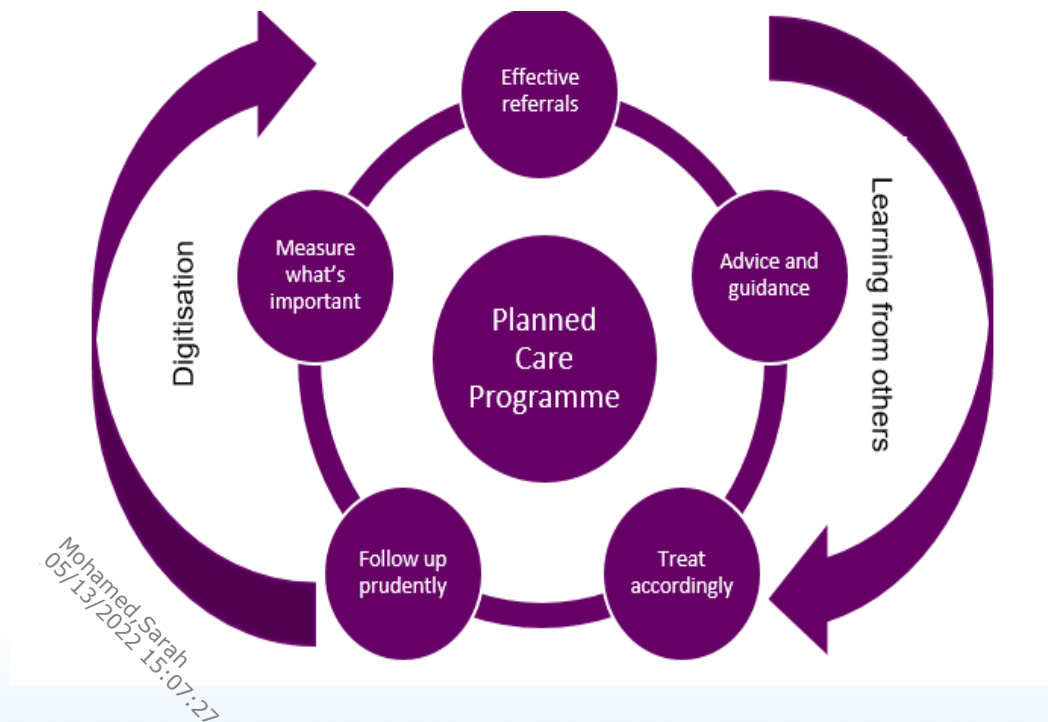 Effective
referrals
Advice and
guidance
Treat
accordingly
Follow up
prudently
Measure
what's
important
Planned
Care
Programme
Digitisation
Learning from others
Mohamed,Sarah
05/13/2022 15:07:27